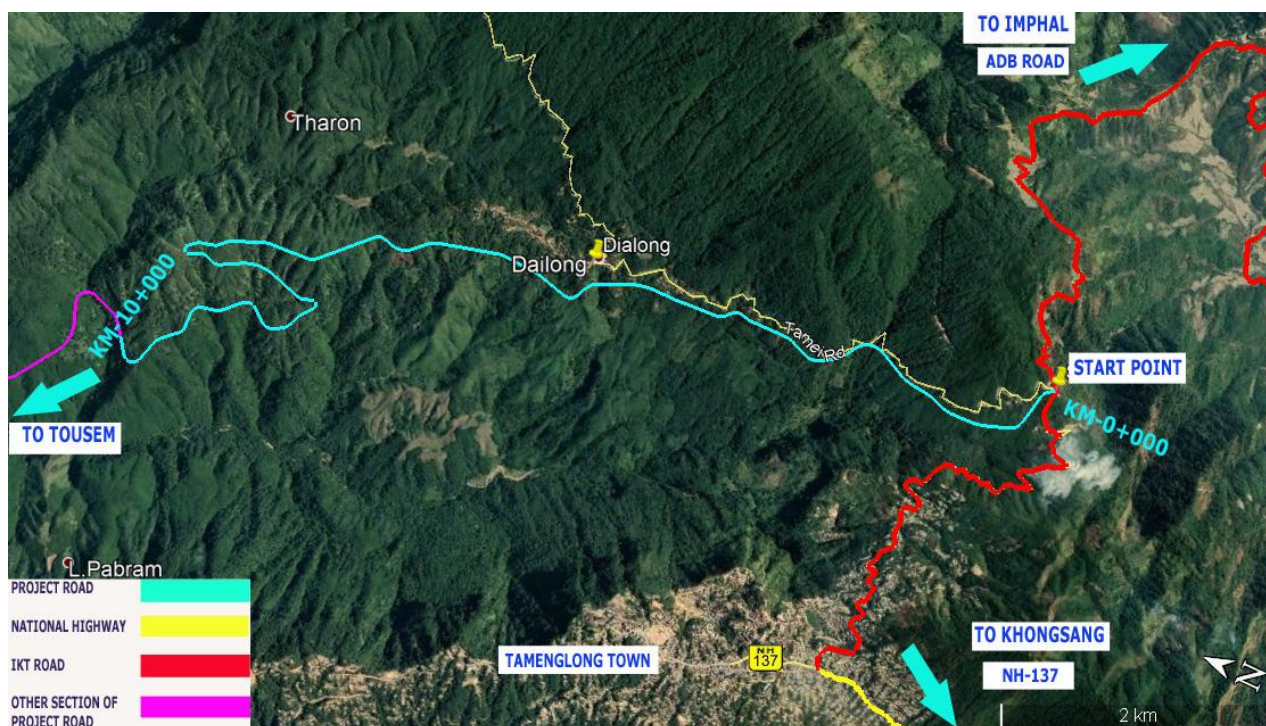 TO IMPHAL
ADB ROAD
Tharon
Dialong
Dailong
Tamei Rd
START POINT
KM-0+000
KM-10+000
TO TOUSEM
L.Pabram
PROJECT ROAD
NATIONAL HIGHWAY
IKT ROAD
OTHER SECTION OF
PROJECT ROAD
TAMENGLONG TOWN
NH
137
TO KHONGSANG
NH-137
N
2 km